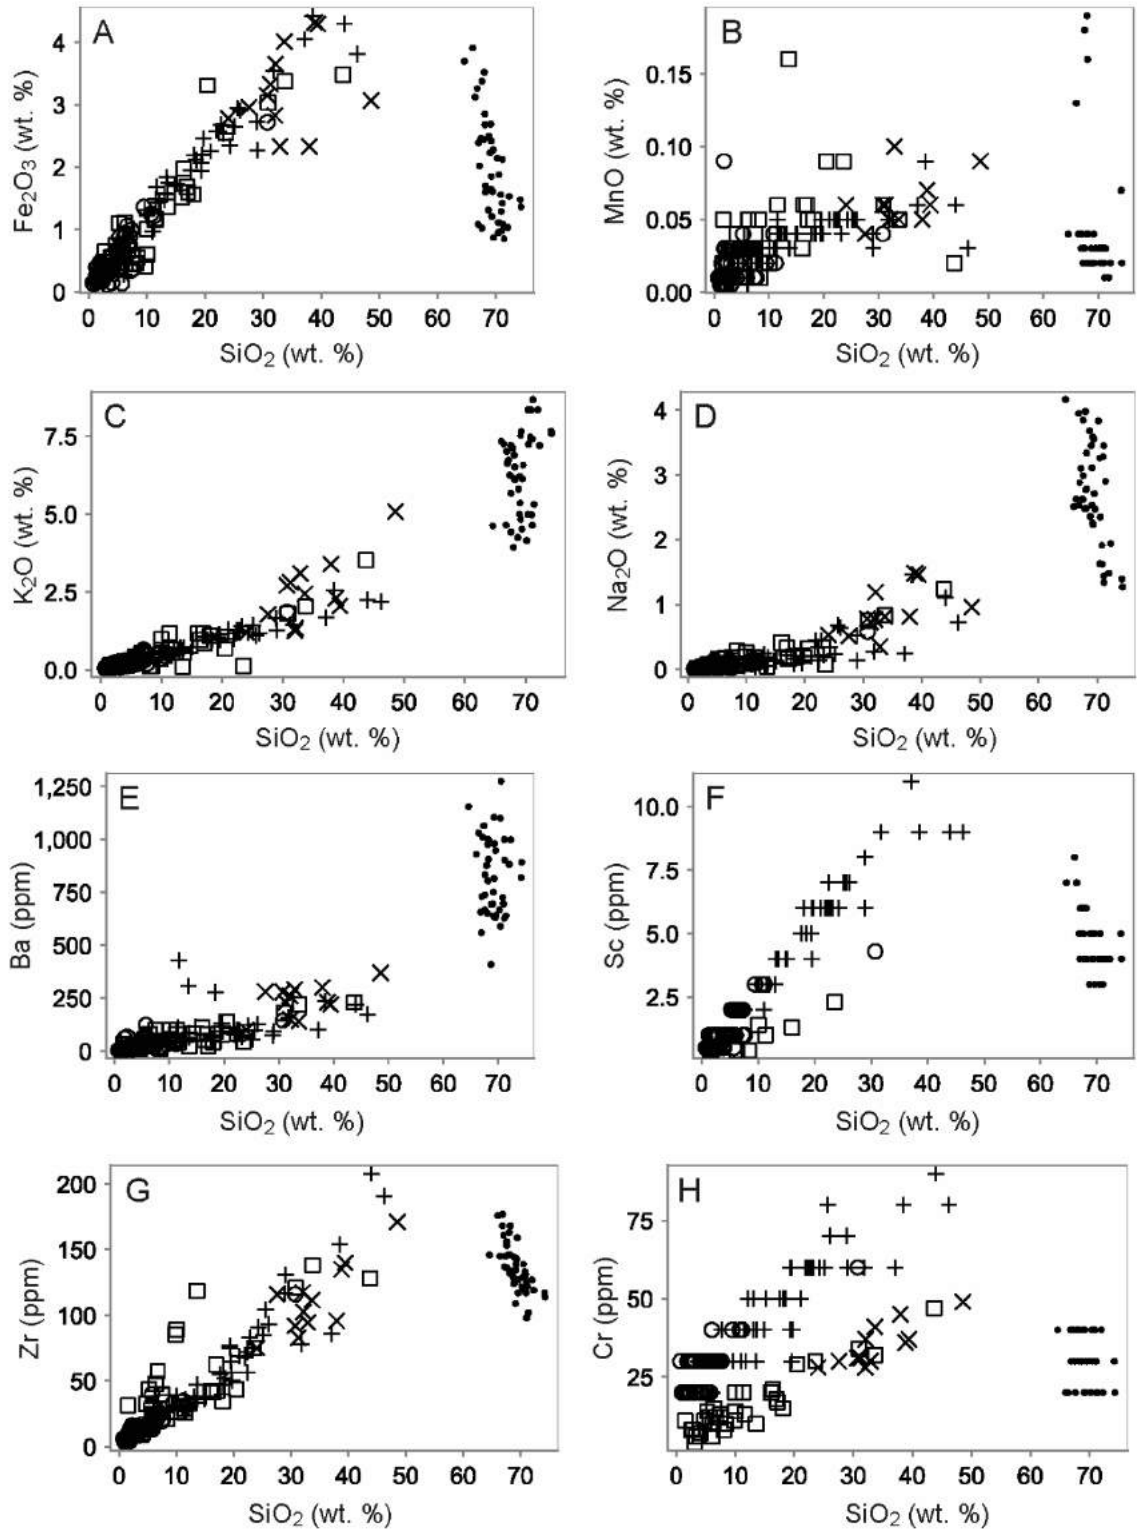 A
Fe2O3 (wt. %)
4
3
2
1
0
0 10 20 30 40 50 60 70
SiO2 (wt. %)
B
MnO (wt. %)
0.15
0.10
0.05
0.00
0 10 20 30 40 50 60 70
SiO2 (wt. %)
C
K2O (wt. %)
7.5
5.0
2.5
0.0
0 10 20 30 40 50 60 70
SiO2 (wt. %)
D
Na2O (wt. %)
4
3
2
1
0
0 10 20 30 40 50 60 70
SiO2 (wt. %)
E
Ba (ppm)
1,250
1,000
750
500
250
0
0 10 20 30 40 50 60 70
SiO2 (wt. %)
F
Sc (ppm)
10.0
7.5
5.0
2.5
0 10 20 30 40 50 60 70
SiO2 (wt. %)
G
Zr (ppm)
200
150
100
50
0
0 10 20 30 40 50 60 70
SiO2 (wt. %)
H
Cr (ppm)
75
50
25
0 10 20 30 40 50 60 70
SiO2 (wt. %)